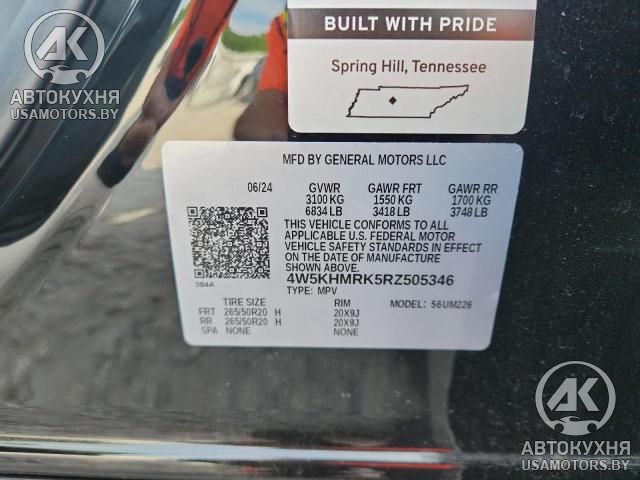 АК
АВТОКУХНЯ
USAMOTORS.BY
BUILT WITH PRIDE
Spring Hill, Tennessee
MFD BY GENERAL MOTORS LLC
06/24 GVWR GAWR FRT GAWR RR
3100 KG 1550 KG 1700 KG
6834 LB 3418 LB 3748 LB
THIS VEHICLE CONFORMS TO ALL
APPLICABLE U.S. FEDERAL MOTOR
VEHICLE SAFETY STANDARDS IN EFFECT
ON THE DATE OF MANUFACTURE
SHOWN ABOVE.
4W5KHMRK5RZ505346
384A
TYPE: MPV
TIRE SIZE RIM MODEL: 56UM226
FRT 265/50R20 H 20X9J
RR 265/50R20 H 20X9J
SPA NONE NONE
АК
АВТОКУХНЯ
USAMOTORS.BY